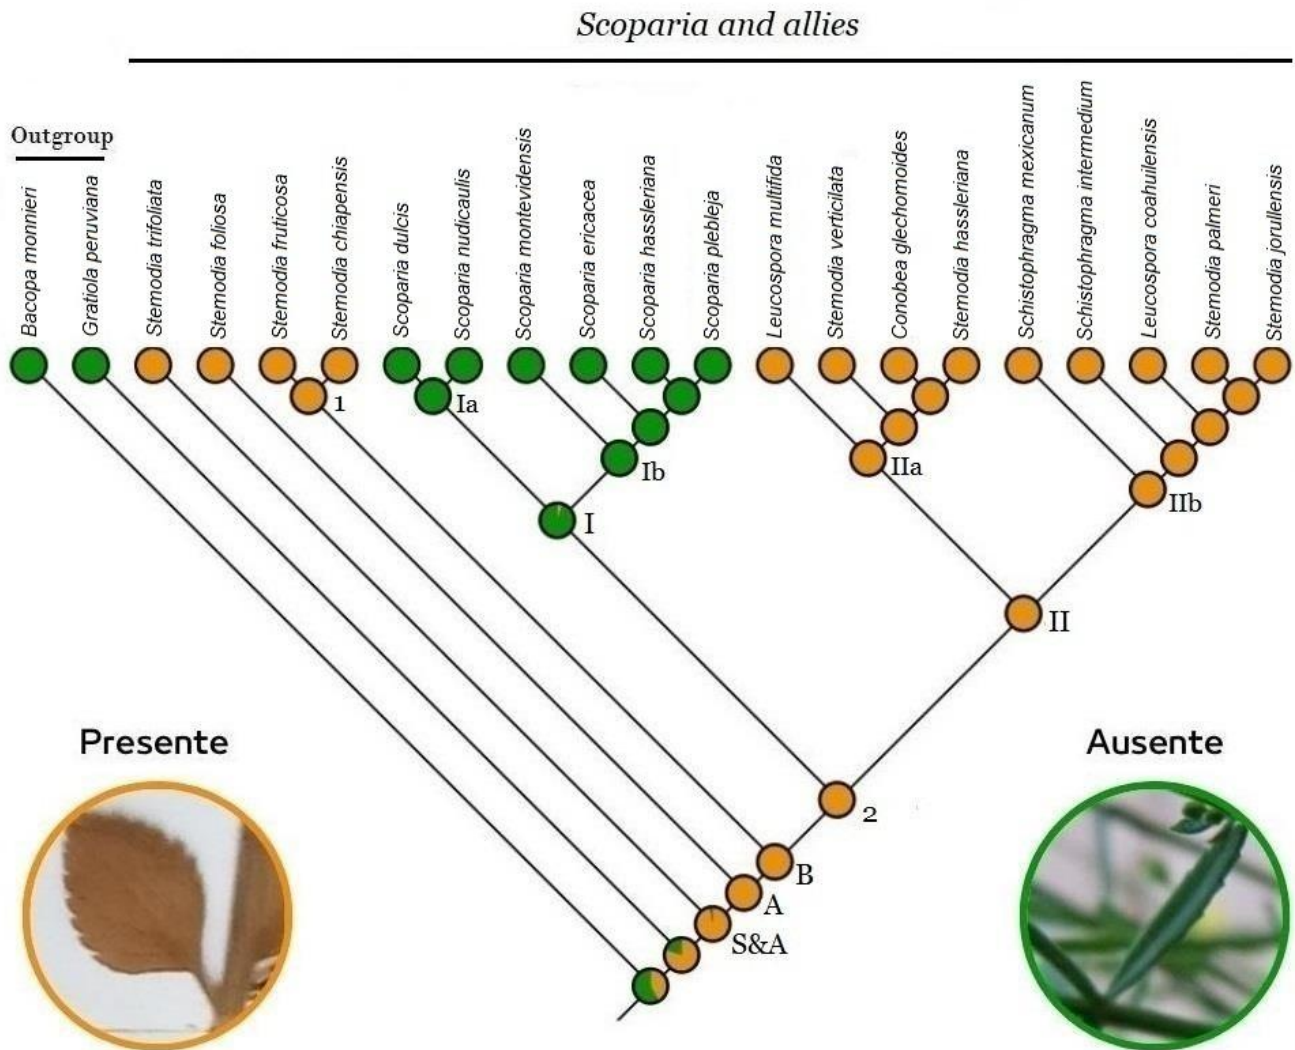 Scoparia and allies
Outgroup
Bacopa monnieri
Gratiola peruviana
Stemodia trifoliata
Stemodia foliosa
Stemodia fruticosa
Stemodia chiapensis
Scoparia dulcis
Scoparia nudicaulis
Scoparia montevidensis
Scoparia ericacea
Scoparia hassleriana
Scoparia plebleja
Leucospora multifida
Stemodia verticilata
Conobea glechomoides
Stemodia hassleriana
Schistophragma mexicanum
Schistophragma intermedium
Leucospora coahuilensis
Stemodia palmeri
Stemodia jorullensis
1
Ia
Ib
IIa
IIb
I
II
2
B
A
S&A
Presente
Ausente